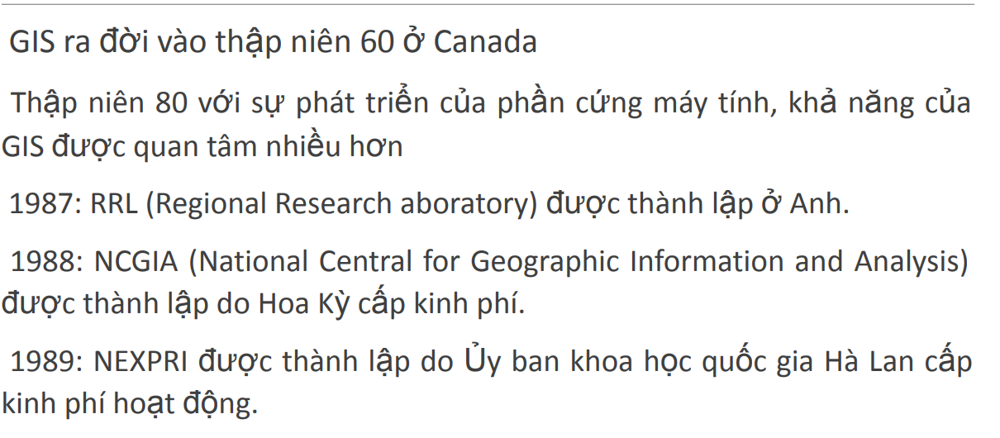 GIS ra đời vào thập niên 60 ở Canada
Thập niên 80 với sự phát triển của phần cứng máy tính, khả năng của
GIS được quan tâm nhiều hơn
1987: RRL (Regional Research aboratory) được thành lập ở Anh.
1988: NCGIA (National Central for Geographic Information and Analysis)
được thành lập do Hoa Kỳ cấp kinh phí.
1989: NEXPRI được thành lập do Ủy ban khoa học quốc gia Hà Lan cấp
kinh phí hoạt động.